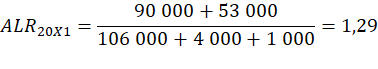 ALR20X1 = (90 000 + 53 000) / (106 000 + 4 000 + 1 000) = 1,29